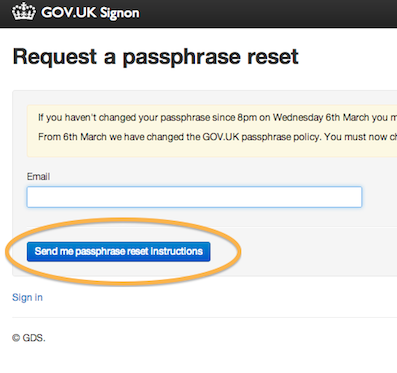 GOV.UK Signon
Request a passphrase reset
If you haven't changed your passphrase since 8pm on Wednesday 6th March you m
From 6th March we have changed the GOV.UK passphrase policy. You must now ch
Email
Send me passphrase reset instructions
Sign in
© GDS.